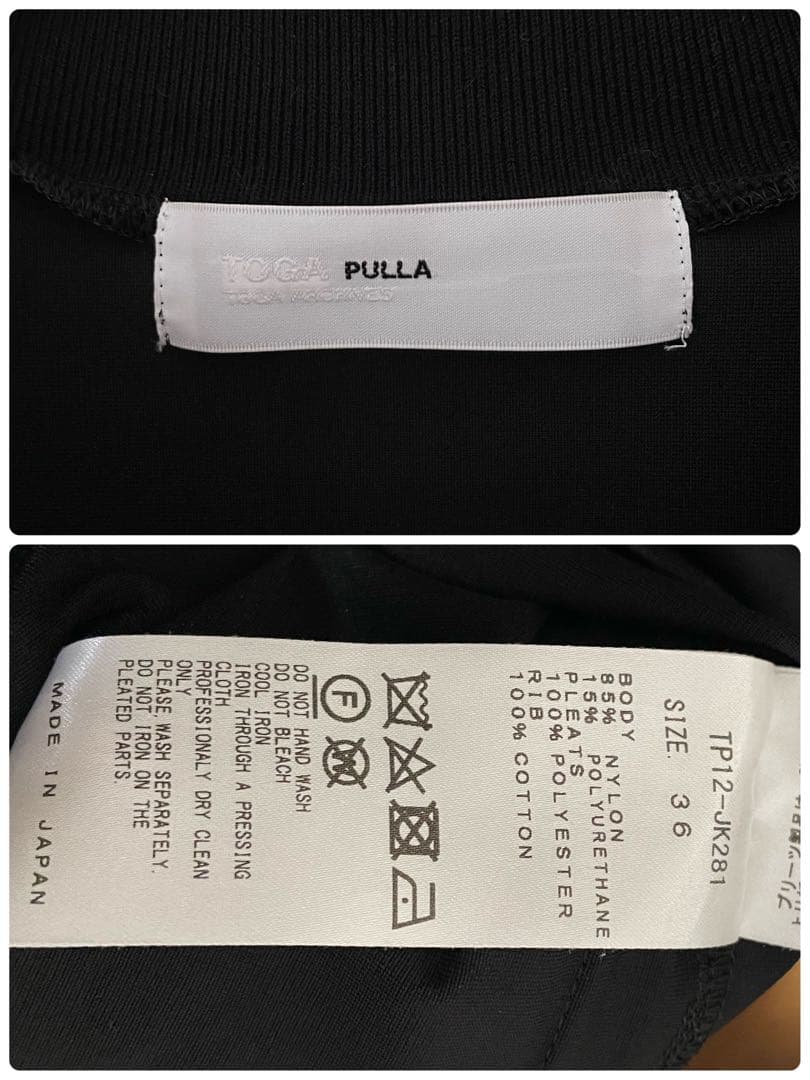 TOGA PULLA
TOGA ARCHIVES
TP12-JK281
SIZE. 36
BODY
85% NYLON
15% POLYURETHANE
PLEATS
100% POLYESTER
RIB
100% COTTON
F
W
DO NOT HAND WASH
DO NOT BLEACH
COOL IRON
IRON THROUGH A PRESSING
CLOTH
PROFESSIONALY DRY CLEAN
ONLY
PLEASE WASH SEPARATELY.
DO NOT IRON ON THE
PLEATED PARTS.
MADE IN JAPAN